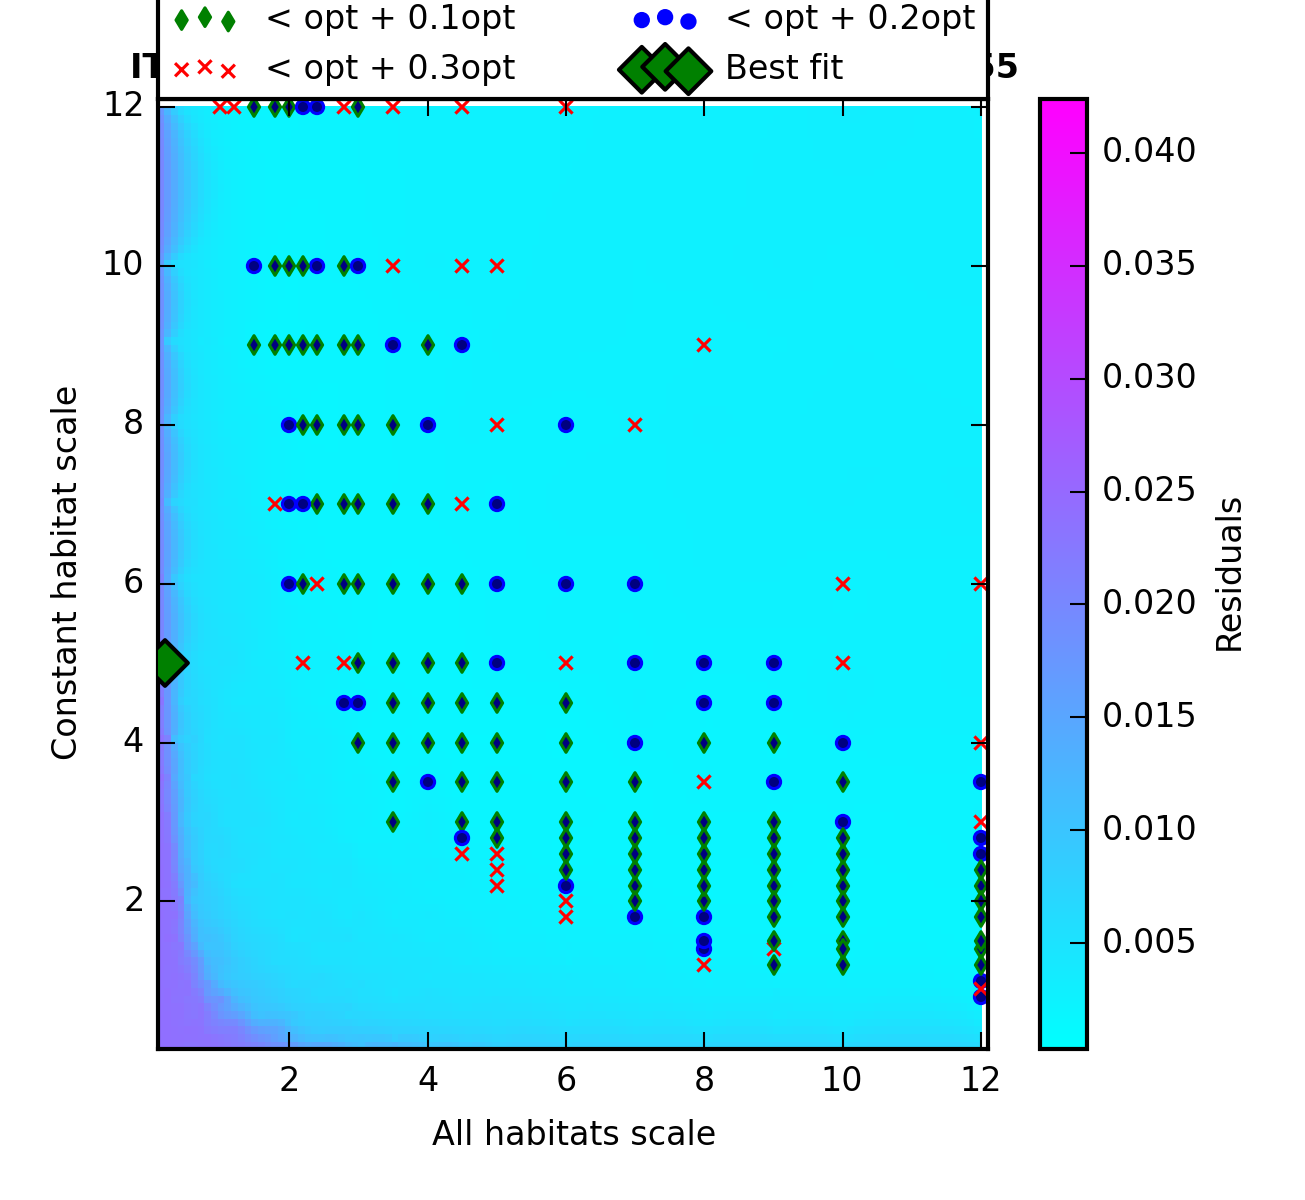 < opt + 0.1opt < opt + 0.2opt
< opt + 0.3opt Best fit
12
10
8
6
4
2
Constant habitat scale
2 4 6 8 10 12
All habitats scale
0.040
0.035
0.030
0.025
0.020
0.015
0.010
0.005
Residuals